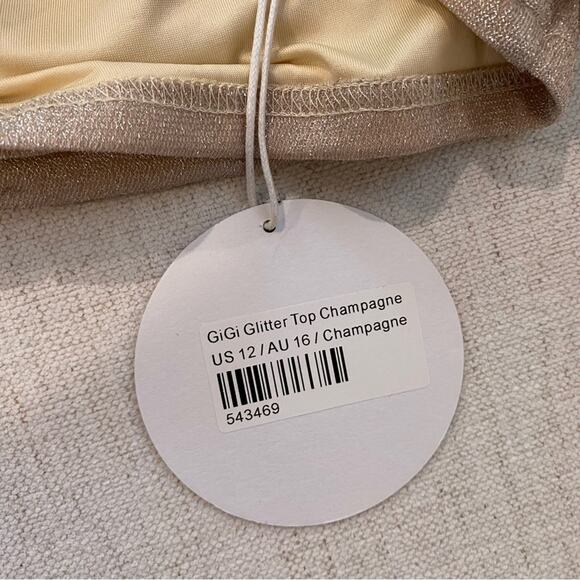 GiGi Glitter Top Champagne
US 12 / AU 16 / Champagne
543469